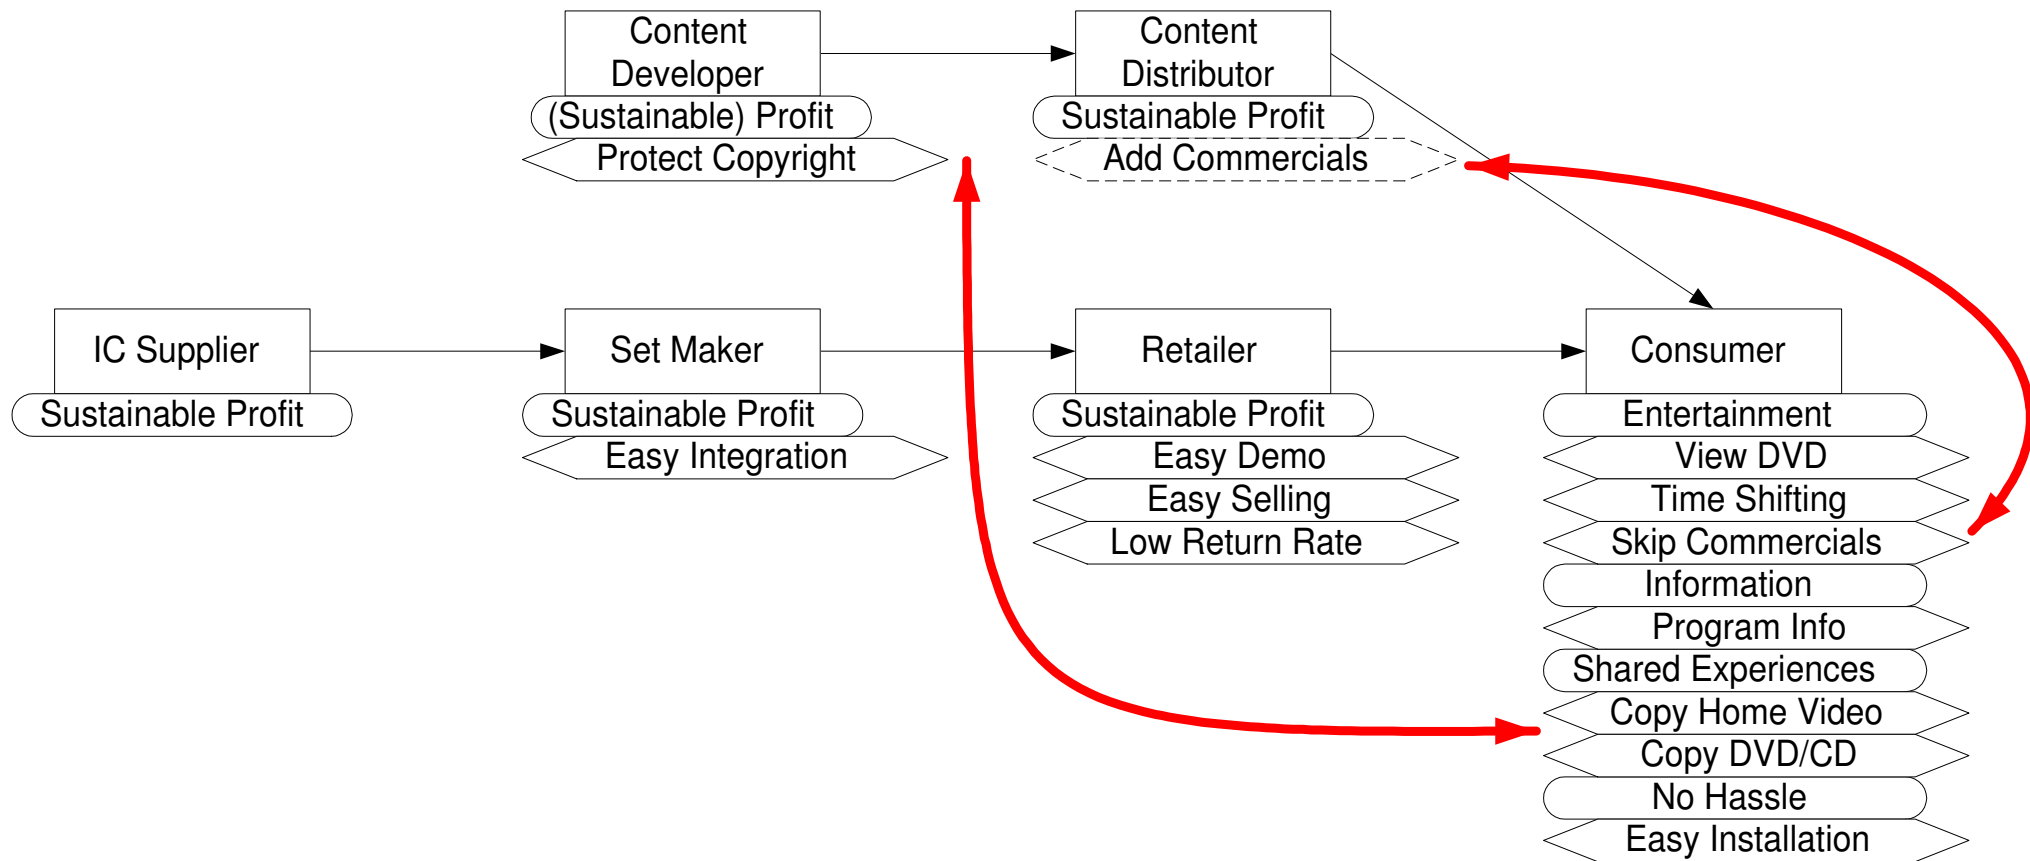 Content
Developer
(Sustainable) Profit
Protect Copyright
Content
Distributor
Sustainable Profit
Add Commercials
IC Supplier
Sustainable Profit
Set Maker
Sustainable Profit
Easy Integration
Retailer
Sustainable Profit
Easy Demo
Easy Selling
Low Return Rate
Consumer
Entertainment
View DVD
Time Shifting
Skip Commercials
Information
Program Info
Shared Experiences
Copy Home Video
Copy DVD/CD
No Hassle
Easy Installation